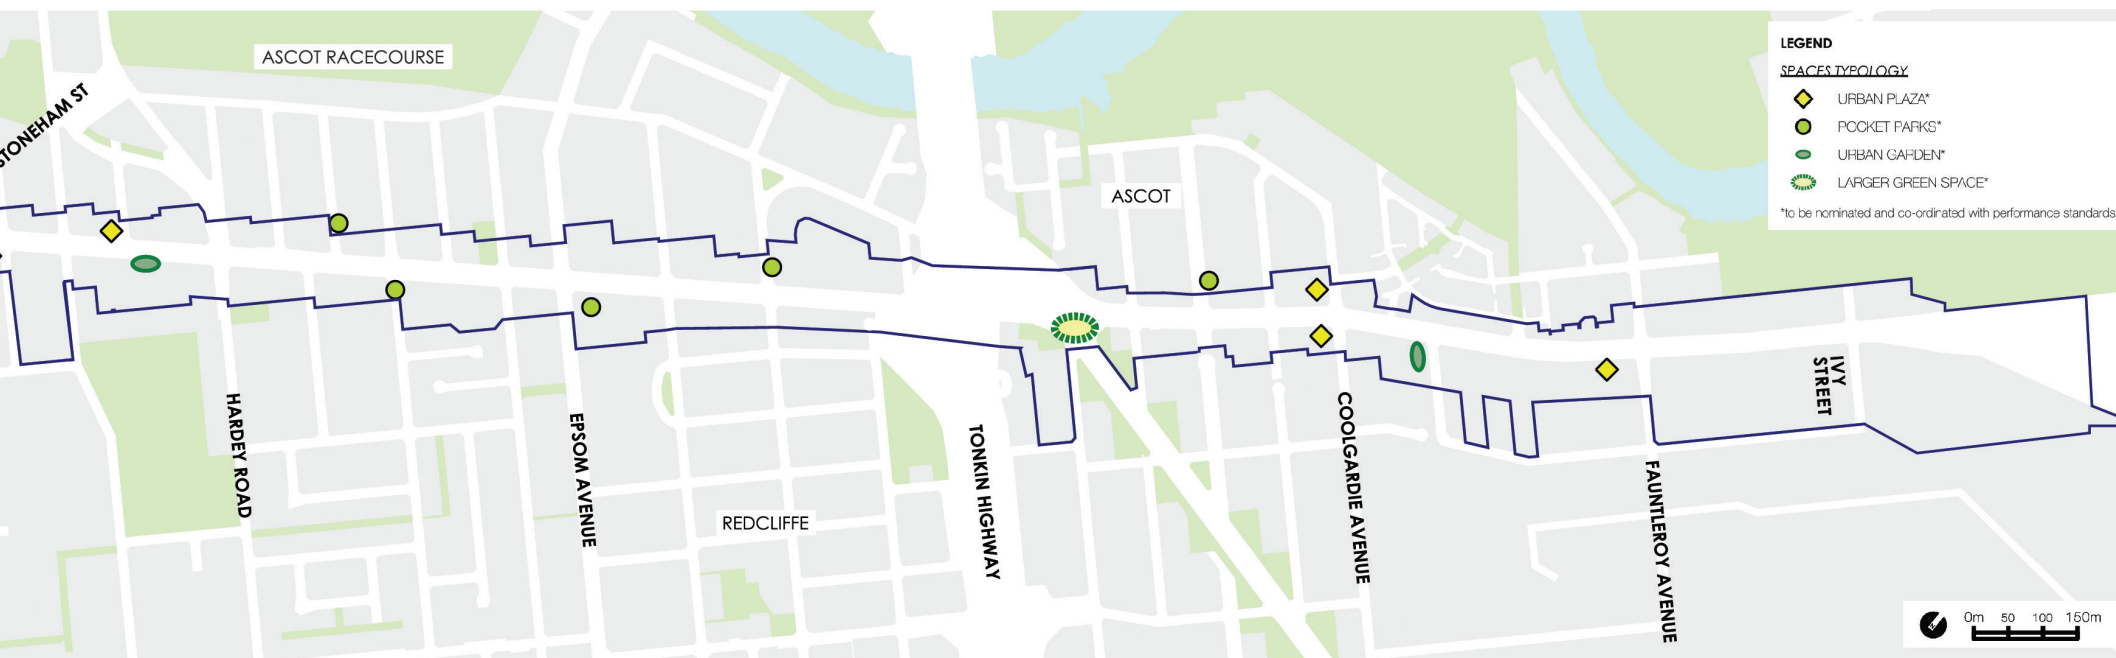 ASCOT RACECOURSE
STONEHAM ST
ASCOT
LEGEND
SPACES TYPOLOGY
URBAN PLAZA*
POCKET PARKS*
URBAN GARDEN*
LARGER GREEN SPACE*
*to be nominated and co-ordinated with performance standards
HARDEY ROAD
EPSOM AVENUE
REDCLIFFE
TONKIN HIGHWAY
COOLGARDIE AVENUE
FAUNTLEROY AVENUE
IVY
STREET
0m 50 100 150m